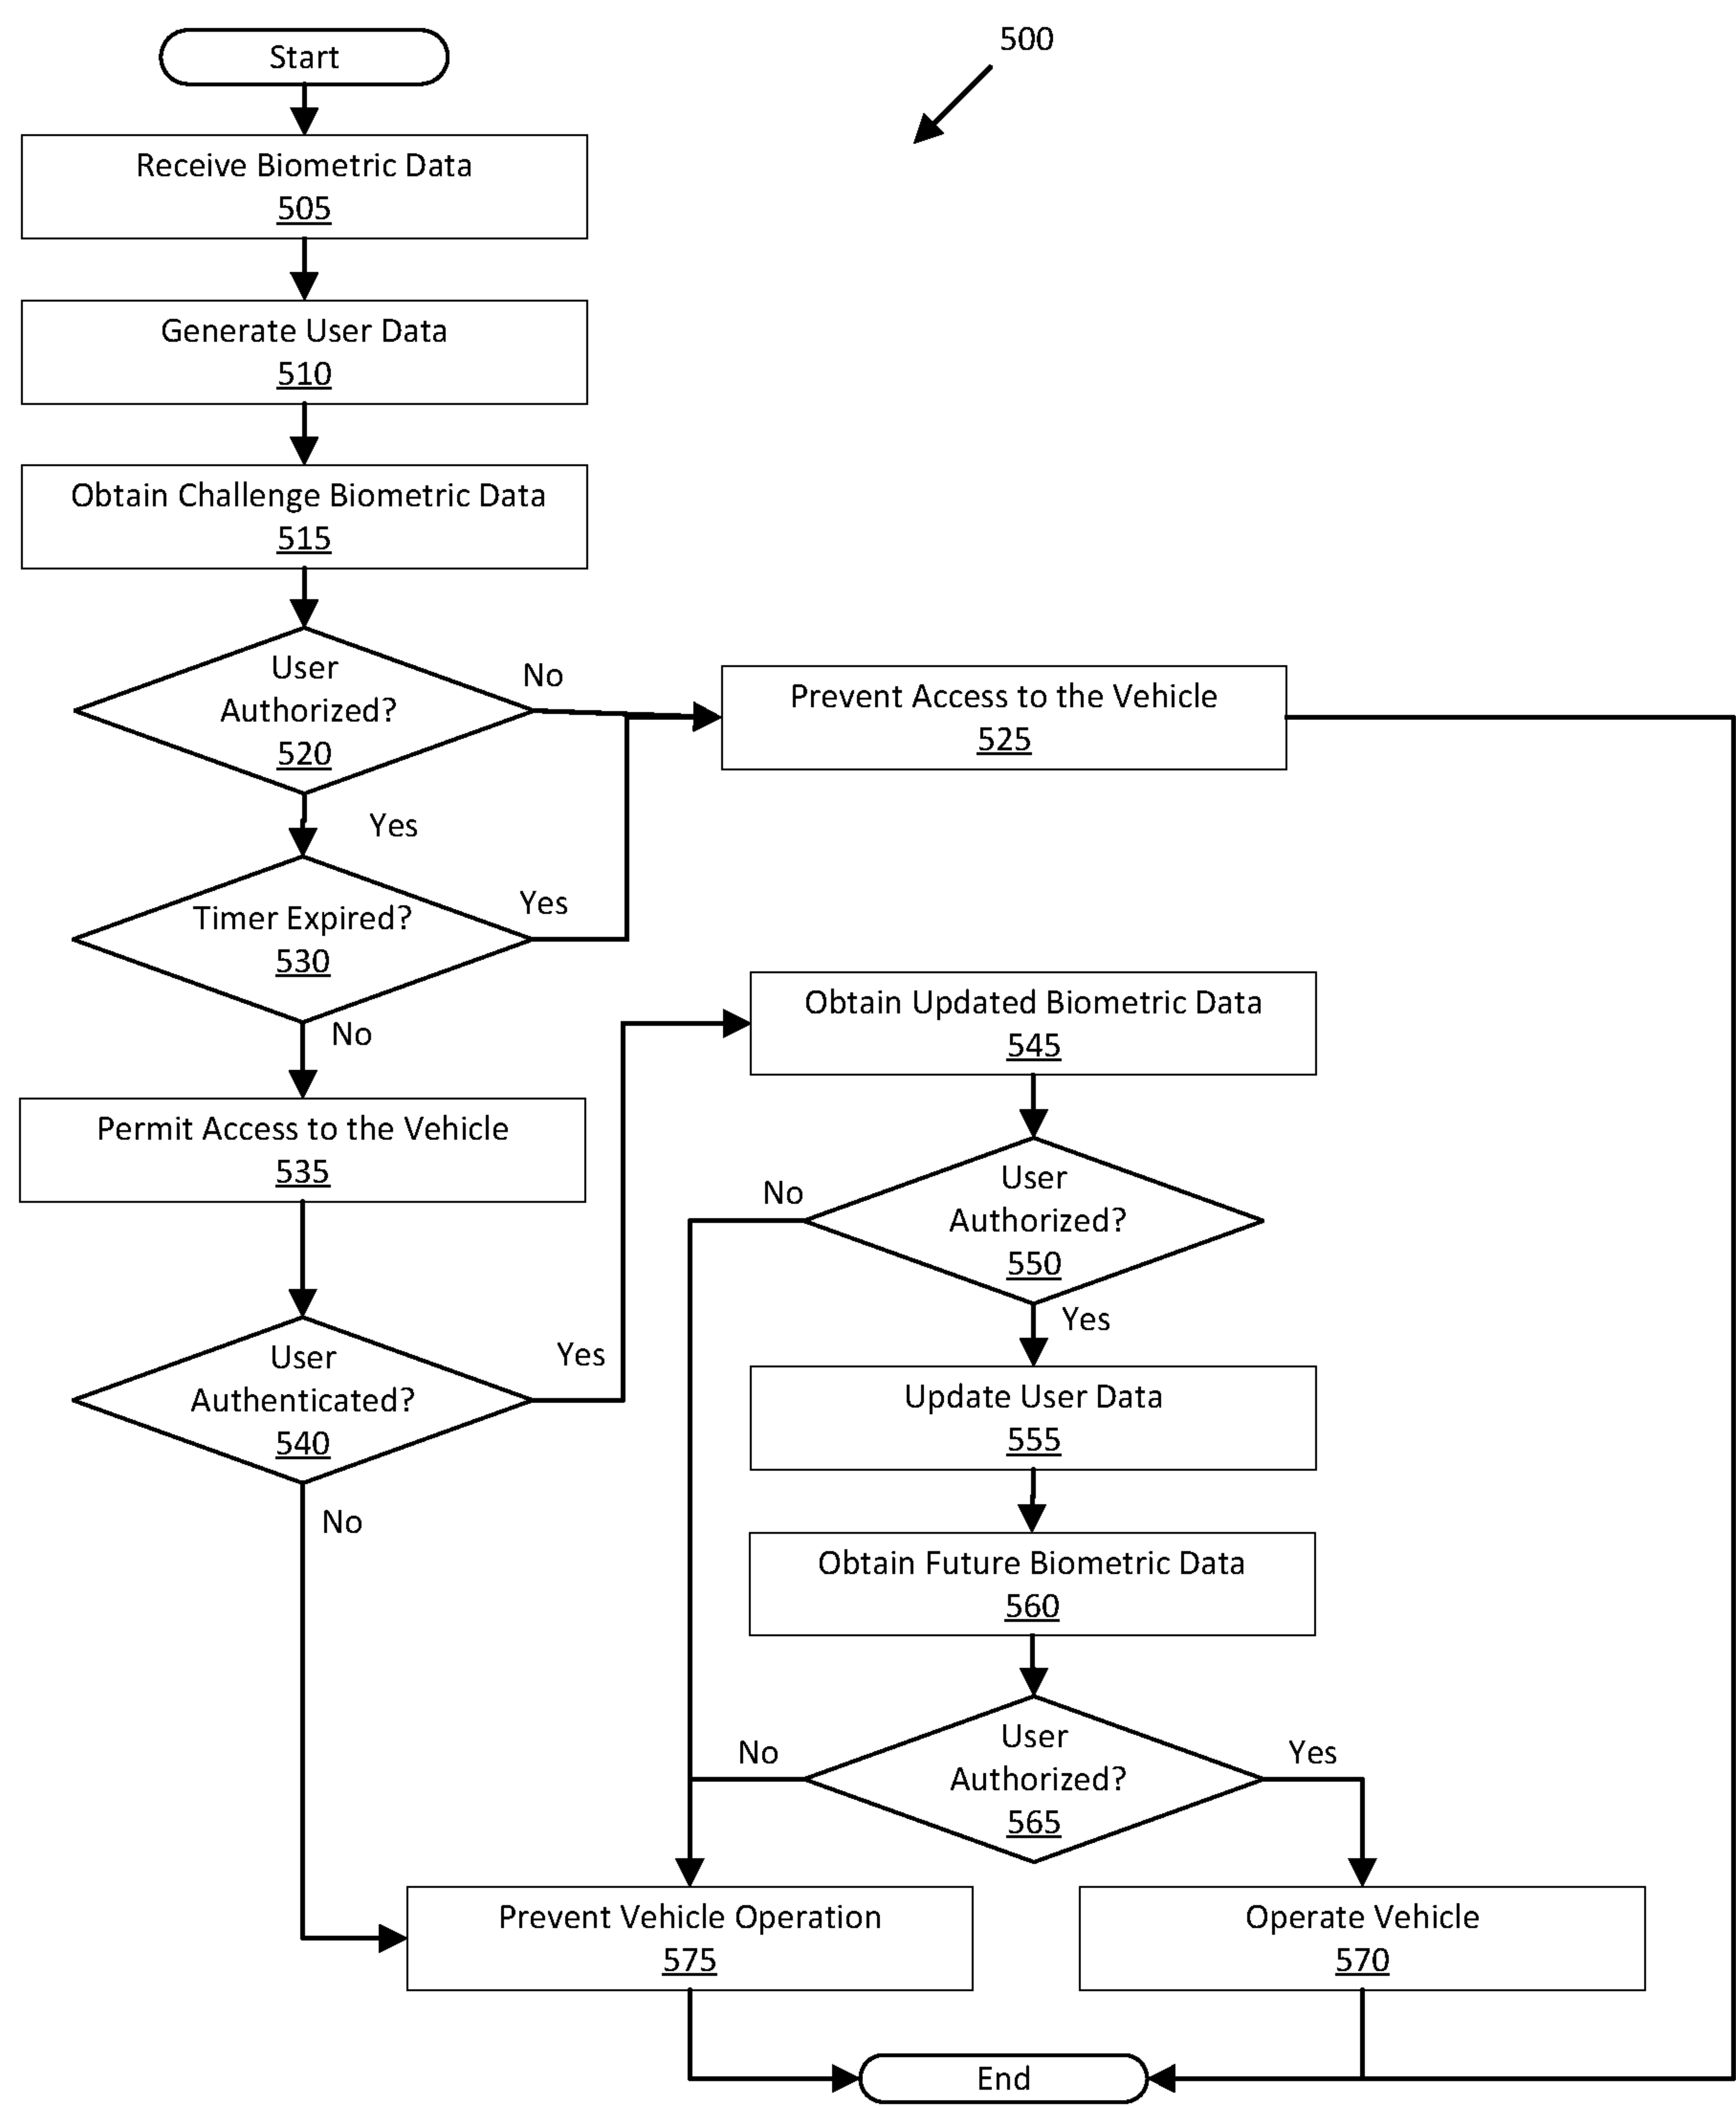 Start
500
Receive Biometric Data
505
Generate User Data
510
Obtain Challenge Biometric Data
515
User
Authorized?
520
No
Prevent Access to the Vehicle
525
Yes
Timer Expired?
530
Yes
No
Permit Access to the Vehicle
535
User
Authenticated?
540
Yes
No
Obtain Updated Biometric Data
545
User
Authorized?
550
No
Yes
Update User Data
555
Obtain Future Biometric Data
560
User
Authorized?
565
No
Yes
Prevent Vehicle Operation
575
Operate Vehicle
570
End